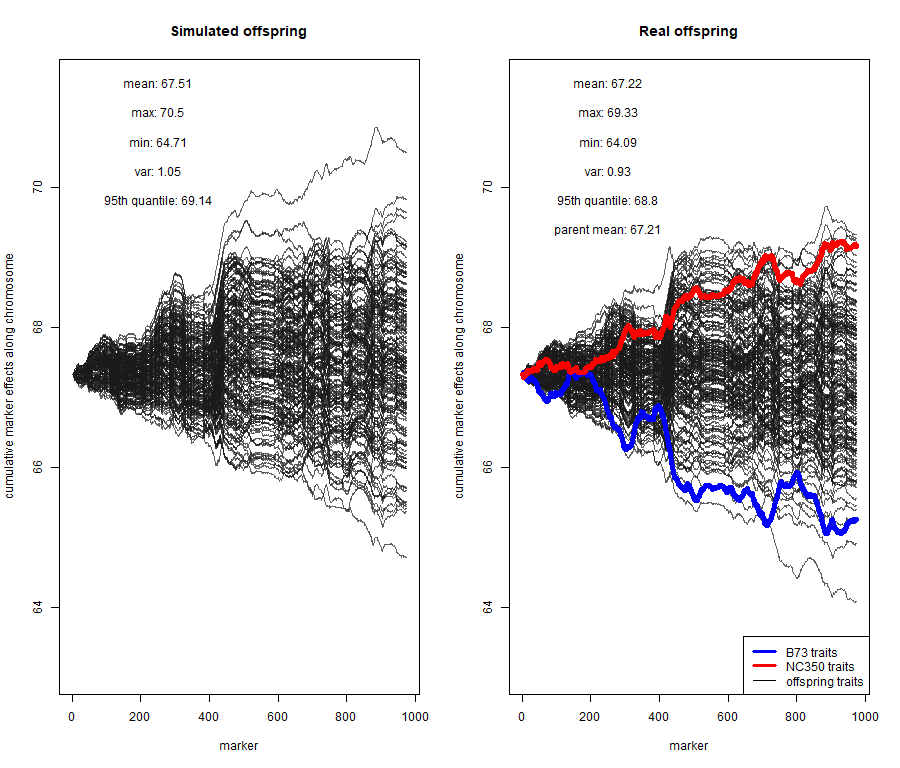 Simulated offspring
mean: 67.51
max: 70.5
min: 64.71
var: 1.05
95th quantile: 69.14
cumulative marker effects along chromosome
70
68
66
64
0 200 400 600 800 1000
marker
Real offspring
mean: 67.22
max: 69.33
min: 64.09
var: 0.93
95th quantile: 68.8
parent mean: 67.21
cumulative marker effects along chromosome
70
68
66
64
B73 traits
NC350 traits
offspring traits
0 200 400 600 800 1000
marker